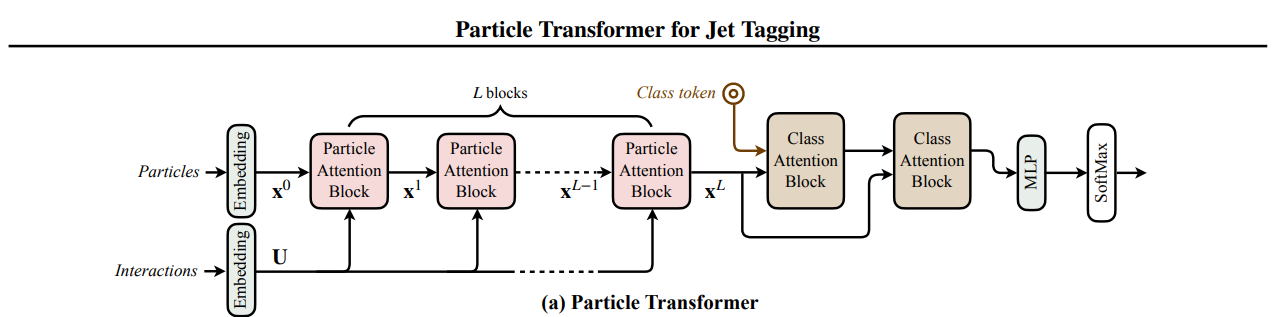 Particle Transformer for Jet Tagging
L blocks
Class token
Particles
Embedding
x⁰
Particle
Attention
Block
x¹
Particle
Attention
Block
xᴸ⁻¹
Particle
Attention
Block
xᴸ
Class
Attention
Block
Class
Attention
Block
MLP
SoftMax
Interactions
Embedding
U
(a) Particle Transformer